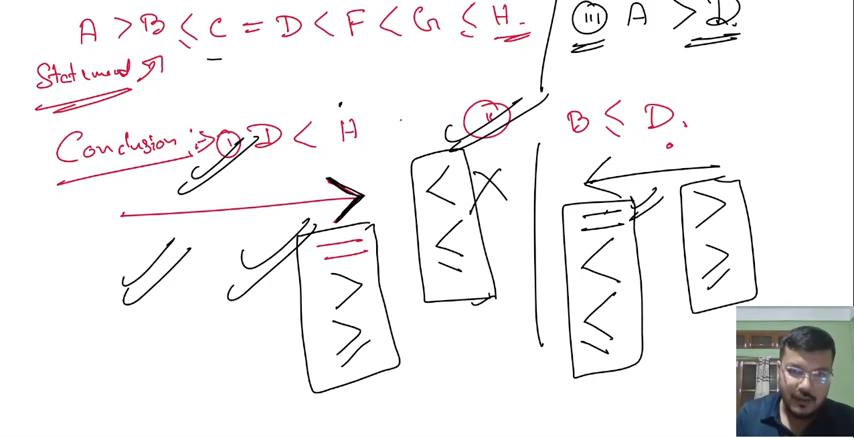 A > B ≤ C = D < F < G ≤ H.
(III) A > D.
Statement
Conclusion :- (I) D < H
(II) B ≤ D.
< ×
≤
=
>
≥
=
<
≤
>
≥